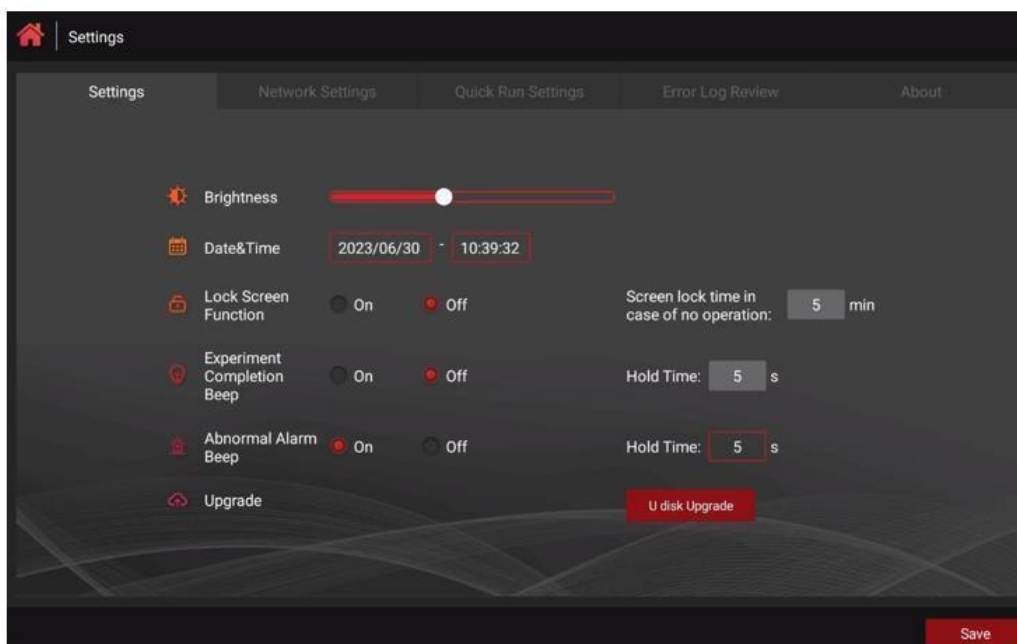 Settings
Settings Network Settings Quick Run Settings Error Log Review About
Brightness
Date&Time 2023/06/30 - 10:39:32
Lock Screen
Function
On Off
Screen lock time in
case of no operation:
5 min
Experiment
Completion
Beep
On Off
Hold Time: 5 s
Abnormal Alarm
Beep
On Off
Hold Time: 5 s
Upgrade
U disk Upgrade
Save